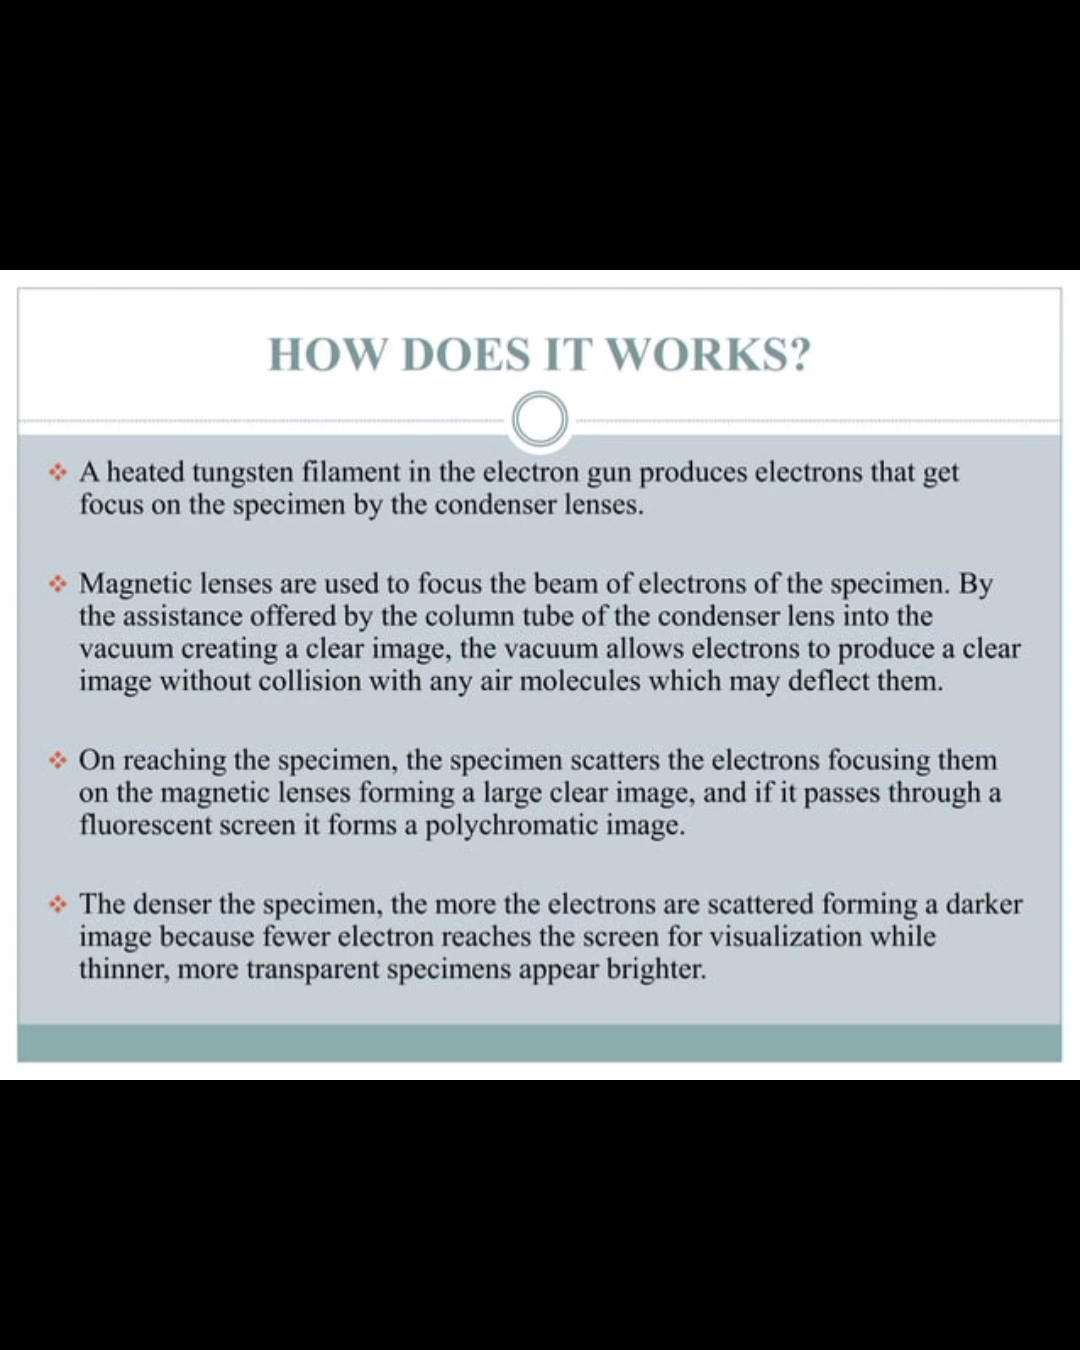 HOW DOES IT WORKS?
A heated tungsten filament in the electron gun produces electrons that get
focus on the specimen by the condenser lenses.
Magnetic lenses are used to focus the beam of electrons of the specimen. By
the assistance offered by the column tube of the condenser lens into the
vacuum creating a clear image, the vacuum allows electrons to produce a clear
image without collision with any air molecules which may deflect them.
On reaching the specimen, the specimen scatters the electrons focusing them
on the magnetic lenses forming a large clear image, and if it passes through a
fluorescent screen it forms a polychromatic image.
The denser the specimen, the more the electrons are scattered forming a darker
image because fewer electron reaches the screen for visualization while
thinner, more transparent specimens appear brighter.